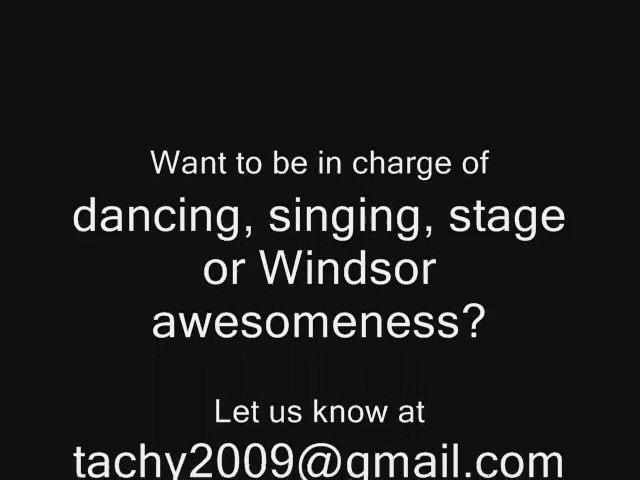 Want to be in charge of
dancing, singing, stage
or Windsor
awesomeness?
Let us know at
tachy2009@gmail.com